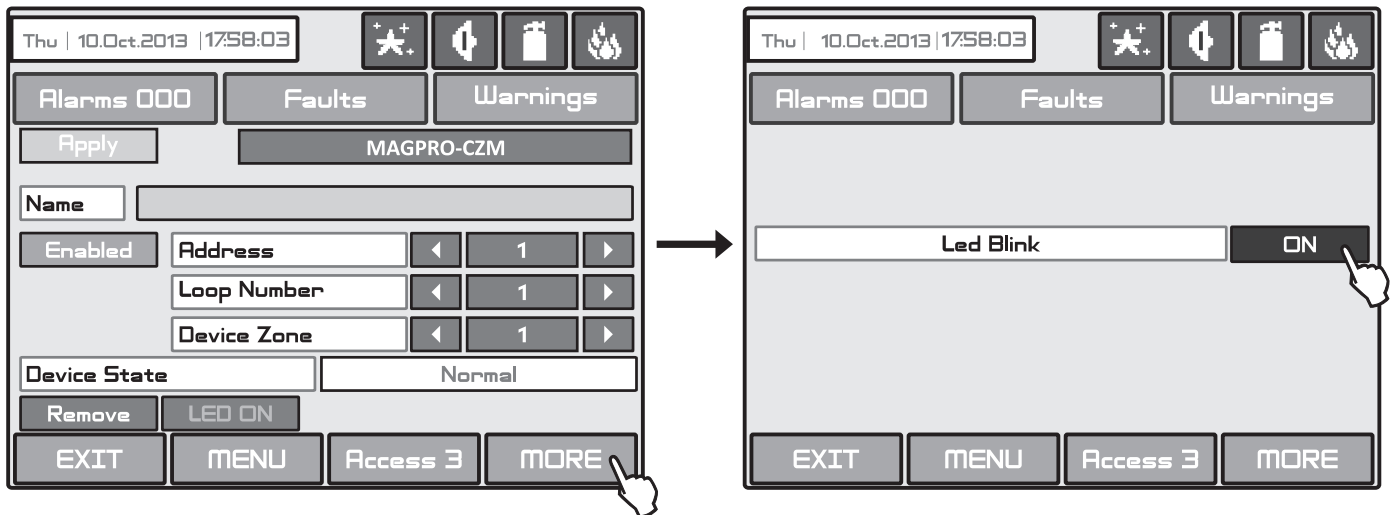 Thu | 10.Oct.2013 | 17:58:03
Alarms 000 Faults Warnings
Apply MAGPRO-CZM
Name
Enabled Address 1
Loop Number 1
Device Zone 1
Device State Normal
Remove LED ON
EXIT MENU Access 3 MORE
Thu | 10.Oct.2013 | 17:58:03
Alarms 000 Faults Warnings
Led Blink ON
EXIT MENU Access 3 MORE